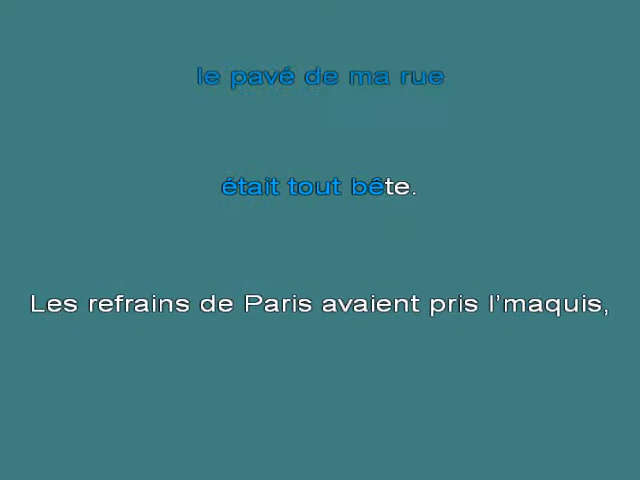 le pavé de ma rue
était tout bête.
Les refrains de Paris avaient pris l’maquis,